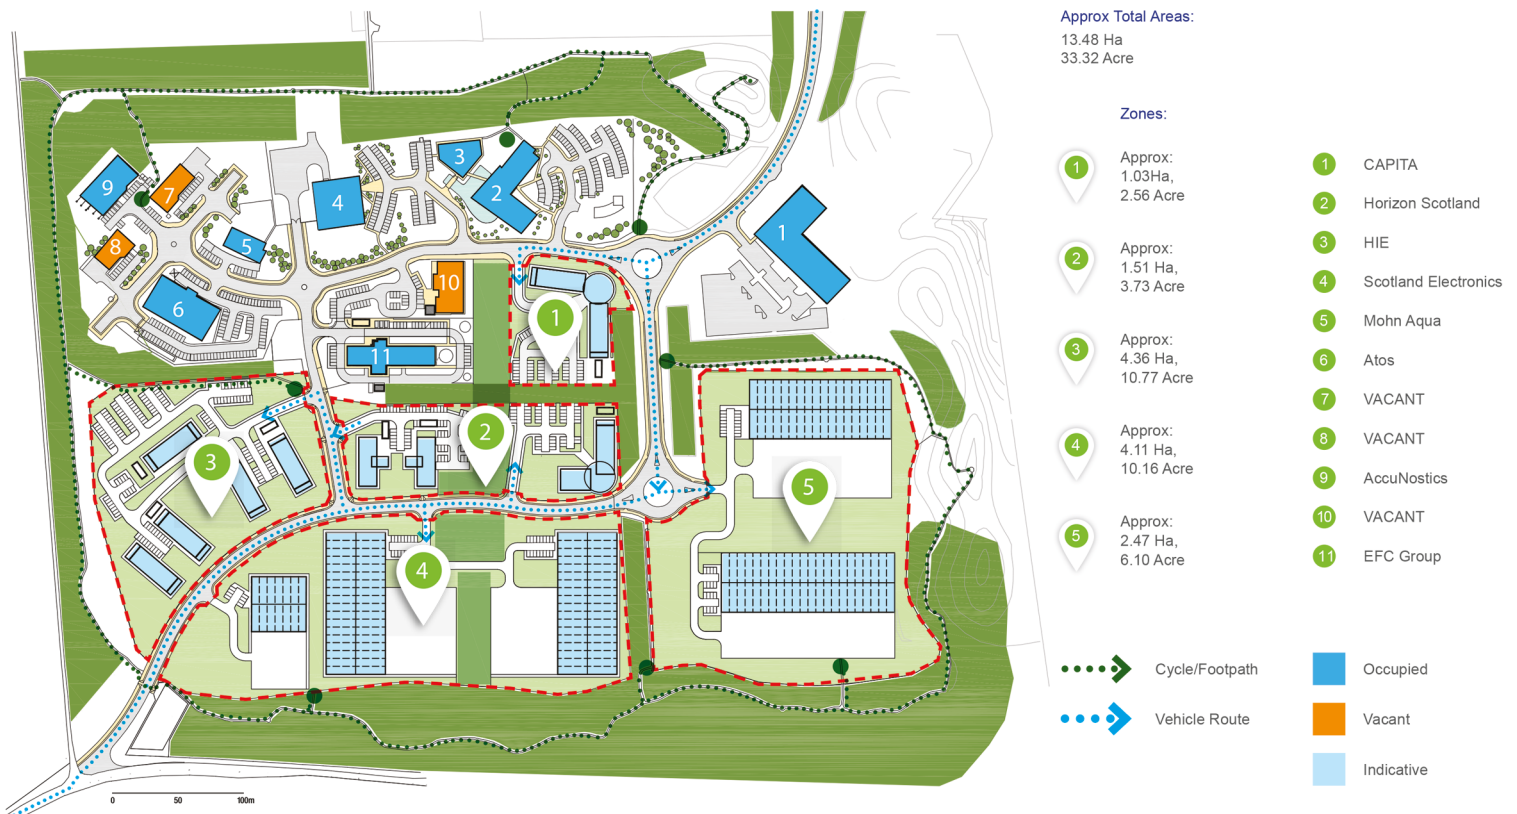 Approx Total Areas:
13.48 Ha
33.32 Acre
Zones:
1
Approx:
1.03Ha,
2.56 Acre
2
Approx:
1.51 Ha,
3.73 Acre
3
Approx:
4.36 Ha,
10.77 Acre
4
Approx:
4.11 Ha,
10.16 Acre
5
Approx:
2.47 Ha,
6.10 Acre
1 CAPITA
2 Horizon Scotland
3 HIE
4 Scotland Electronics
5 Mohn Aqua
6 Atos
7 VACANT
8 VACANT
9 AccuNostics
10 VACANT
11 EFC Group
Cycle/Footpath
Vehicle Route
Occupied
Vacant
Indicative
3
9
7
2
4
1
8
5
10
6
1
11
2
3
5
4
0 50 100m